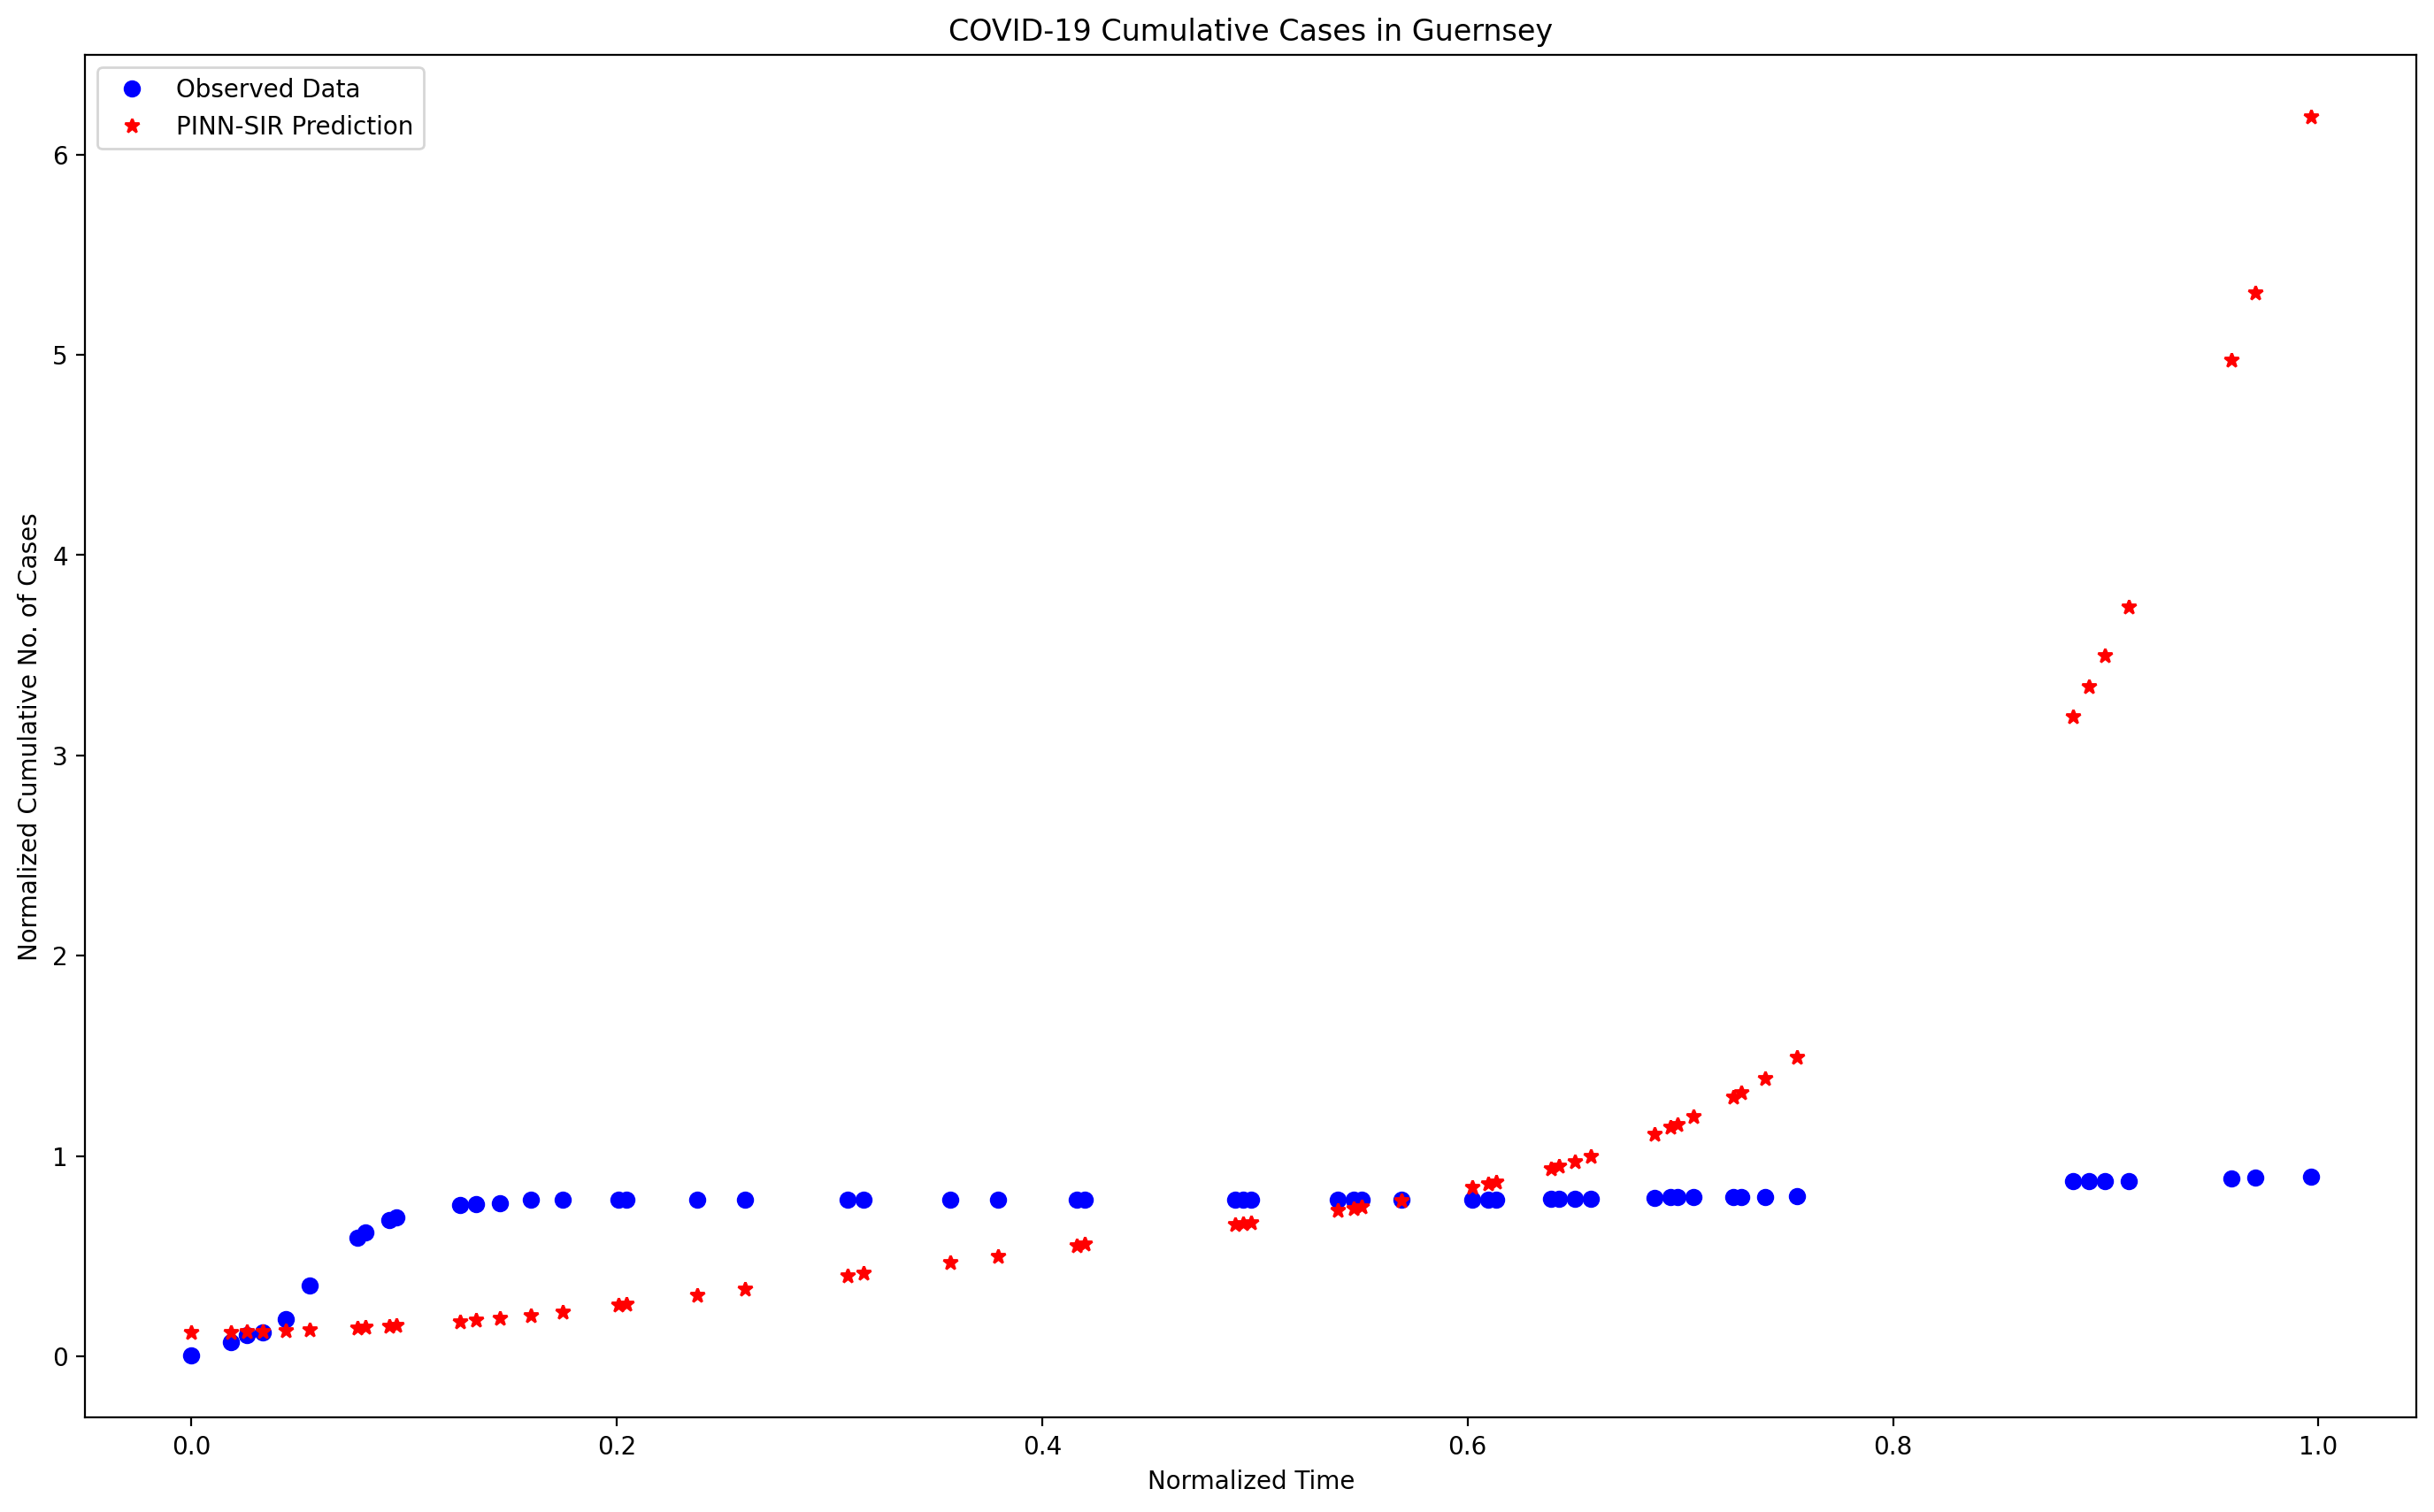 COVID-19 Cumulative Cases in Guernsey
Observed Data
PINN-SIR Prediction
Normalized Cumulative No. of Cases
6
5
4
3
2
1
0
0.0 0.2 0.4 0.6 0.8 1.0
Normalized Time